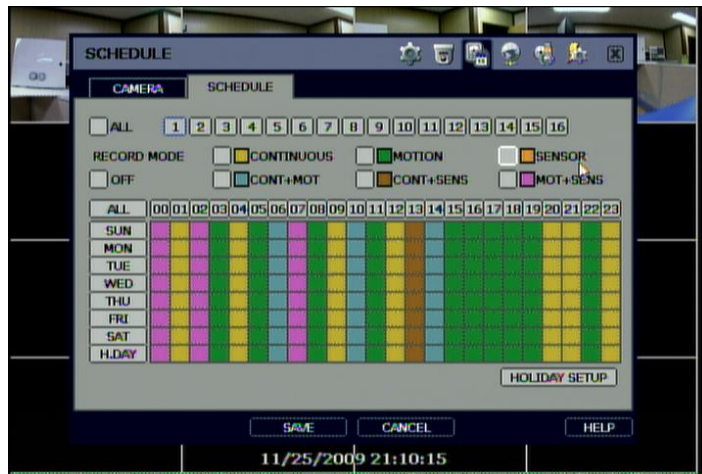 SCHEDULE
CAMERA SCHEDULE
ALL 1 2 3 4 5 6 7 8 9 10 11 12 13 14 15 16
RECORD MODE CONTINUOUS MOTION SENSOR
OFF CONT+MOT CONT+SENS MOT+SENS
ALL 00 01 02 03 04 05 06 07 08 09 10 11 12 13 14 15 16 17 18 19 20 21 22 23
SUN
MON
TUE
WED
THU
FRI
SAT
H.DAY
HOLIDAY SETUP
SAVE CANCEL HELP
11/25/2009 21:10:15